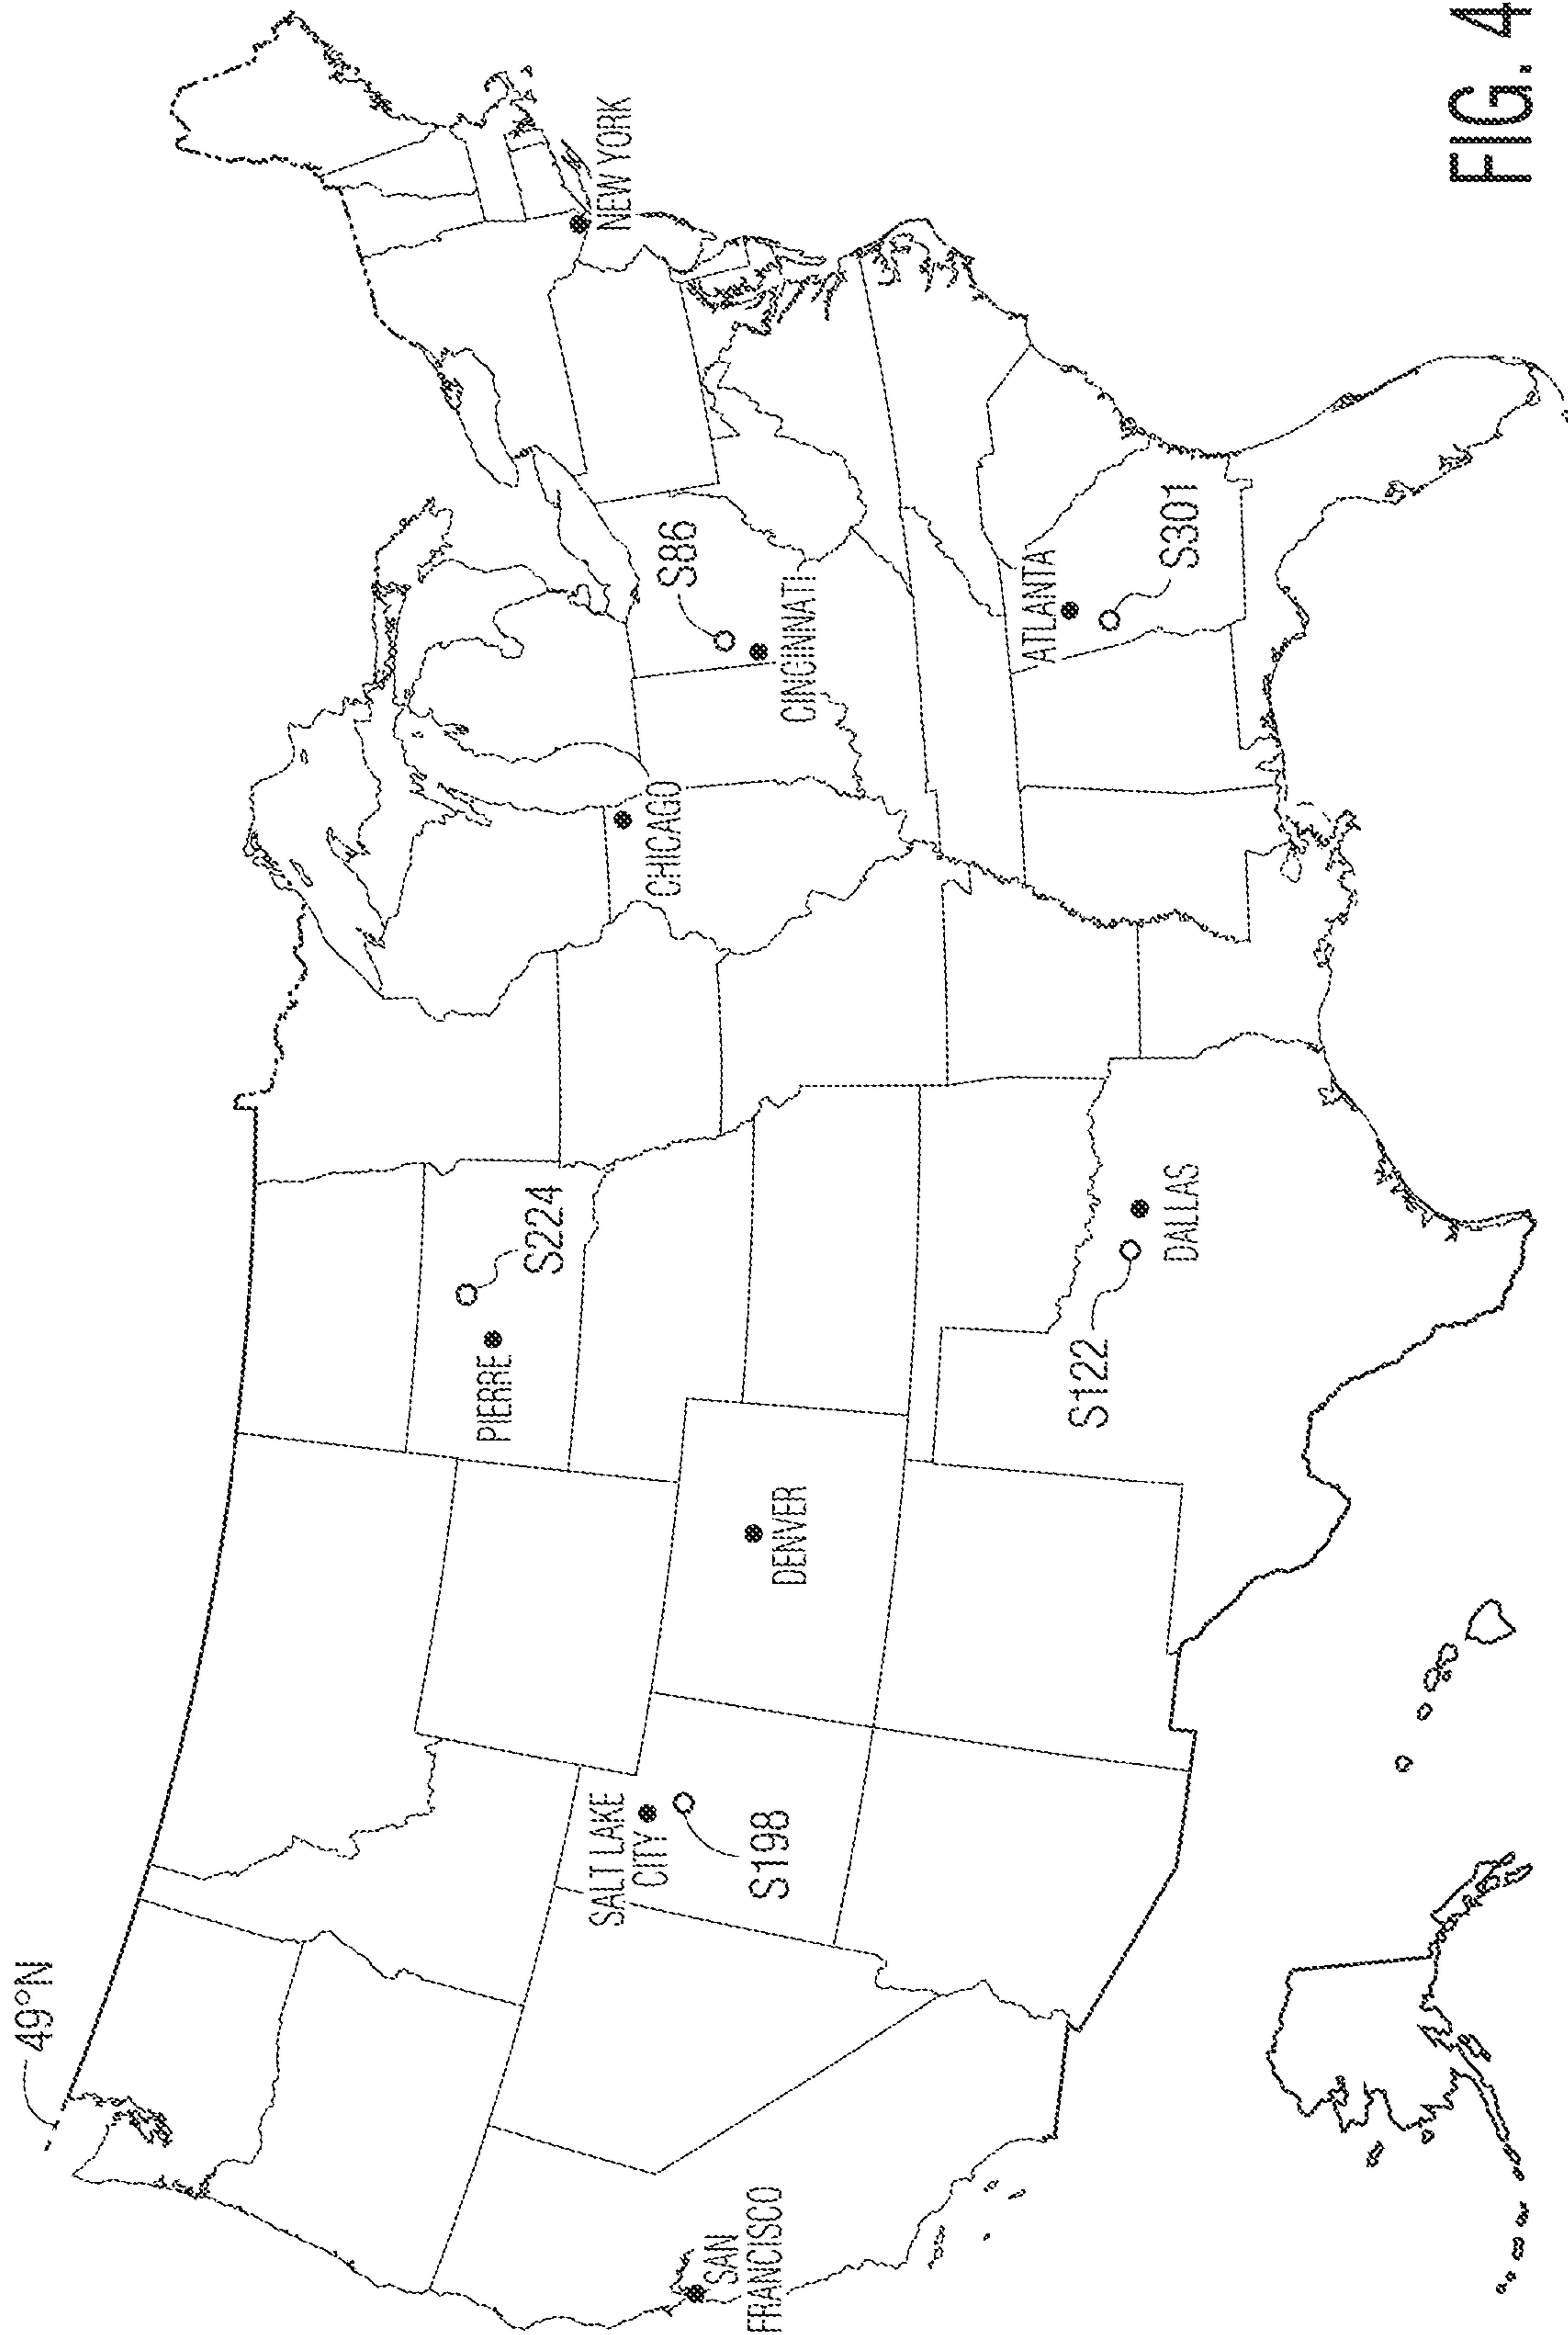 49°N
SAN
FRANCISCO
SALT LAKE
CITY
S198
DENVER
PIERRE
S224
S122
DALLAS
CHICAGO
S86
CINCINNATI
ATLANTA
S301
NEW YORK
FIG. 4